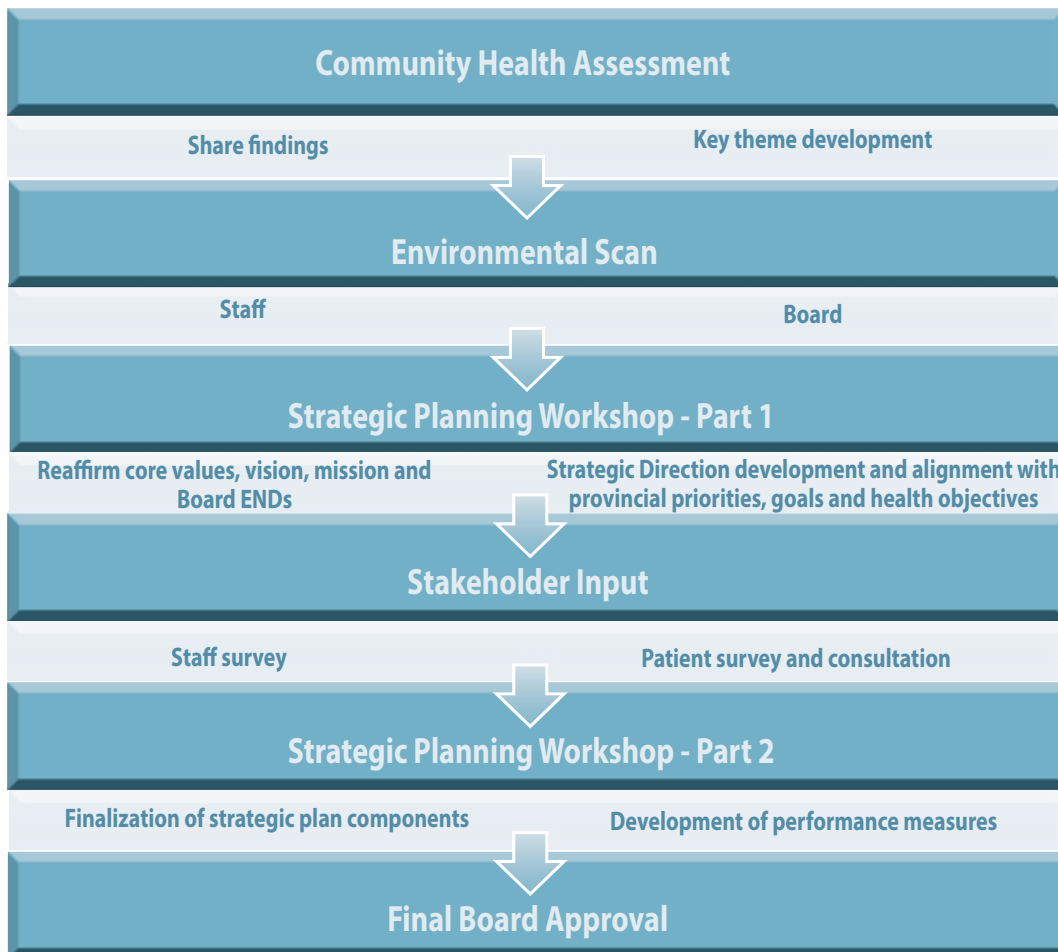 Community Health Assessment
Share findings
Key theme development
Environmental Scan
Staff
Board
Strategic Planning Workshop - Part 1
Reaffirm core values, vision, mission and
Board ENDs
Strategic Direction development and alignment with
provincial priorities, goals and health objectives
Stakeholder Input
Staff survey
Patient survey and consultation
Strategic Planning Workshop - Part 2
Finalization of strategic plan components
Development of performance measures
Final Board Approval